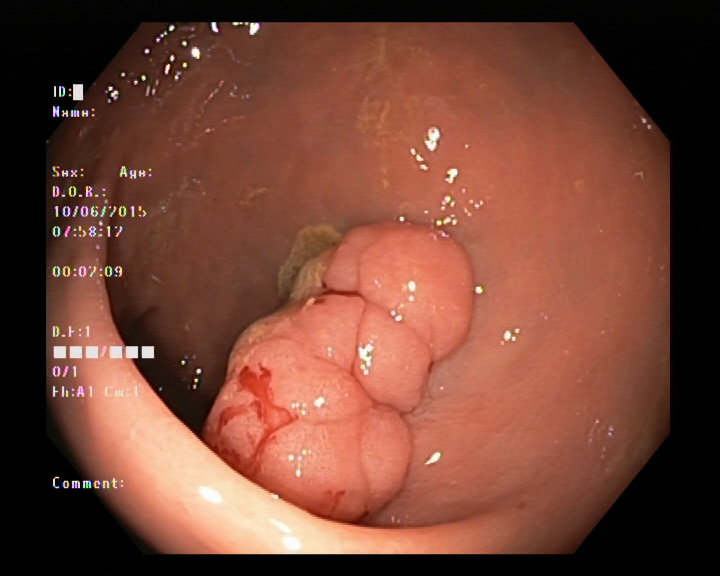 ID:
Name:
Sex: Age:
D.O.B.:
10/06/2015
07:58:12
00:02:09
D.F:1
0/1
Eh:A1 Cm:1
Comment: